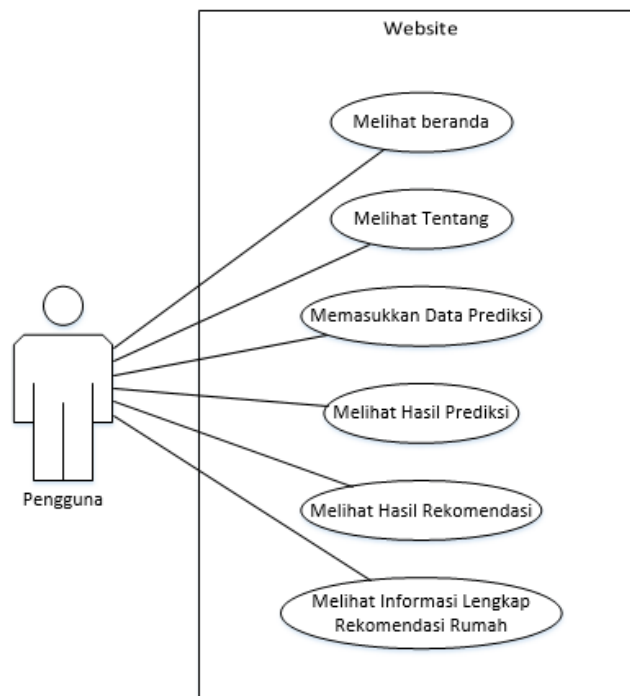 Website
Melihat beranda
Melihat Tentang
Memasukkan Data Prediksi
Melihat Hasil Prediksi
Pengguna
Melihat Hasil Rekomendasi
Melihat Informasi Lengkap
Rekomendasi Rumah